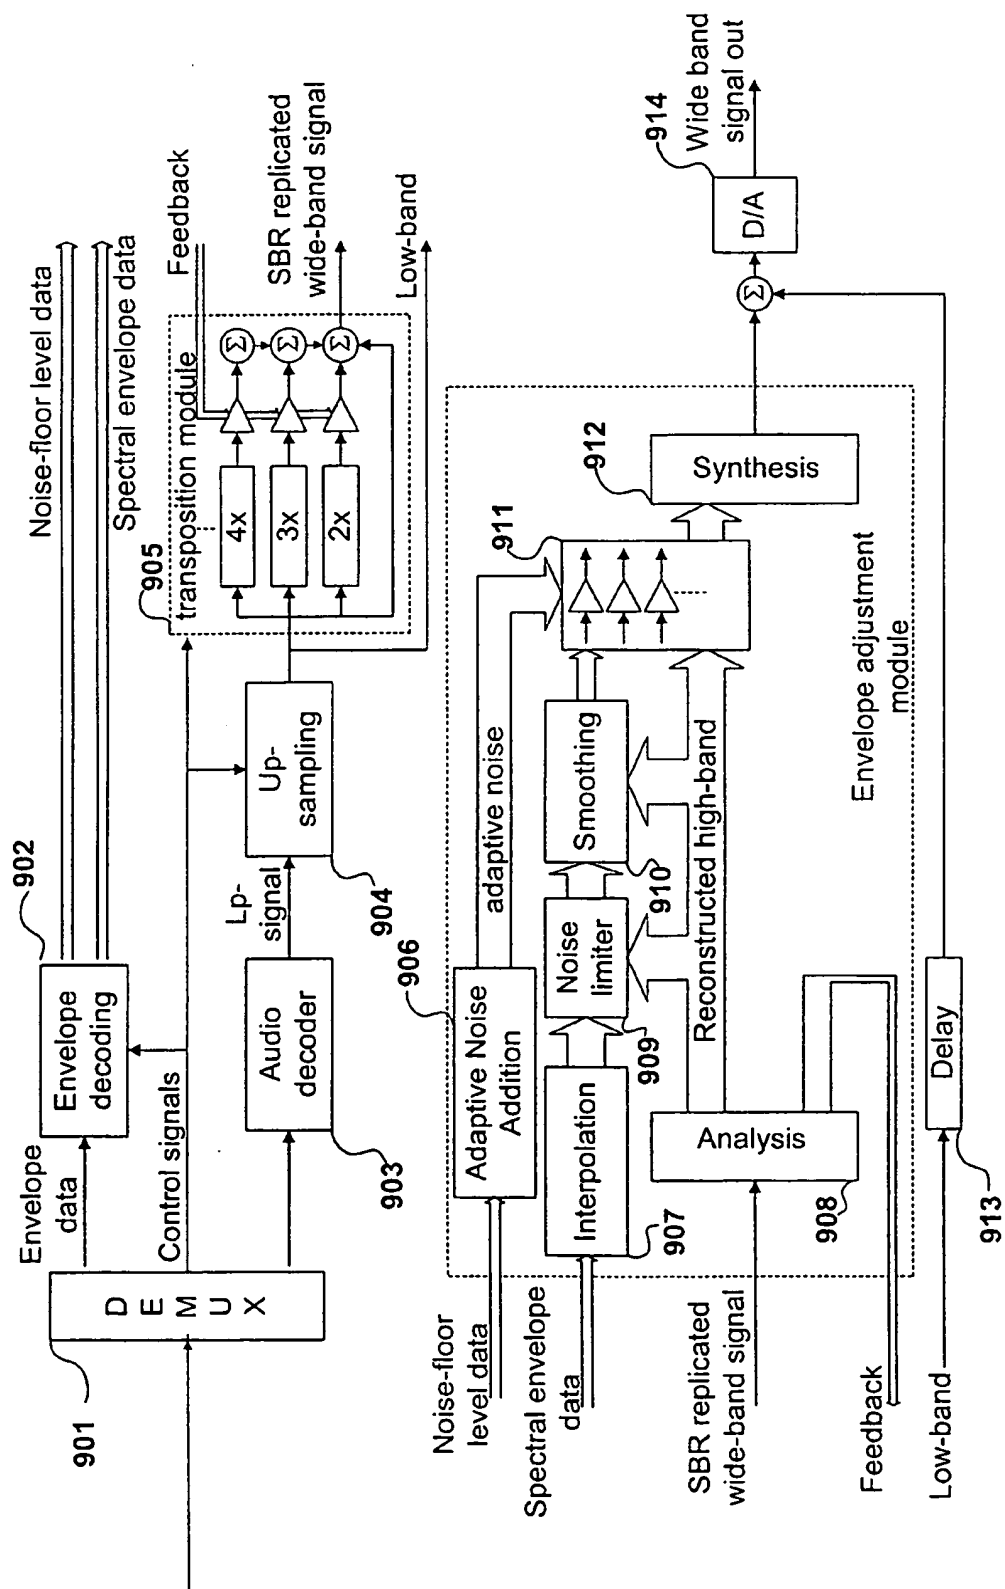 901
D
E
M
U
X
Envelope
data
Control signals
902
Envelope
decoding
Noise-floor level data
Spectral envelope data
903
Audio
decoder
Lp-
signal
904
Up-
sampling
905
transposition module
4x
3x
2x
Σ
Σ
Σ
Feedback
SBR replicated
wide-band signal
Low-band
Noise-floor
level data
Spectral envelope
data
SBR replicated
wide-band signal
Feedback
Low-band
906
Adaptive Noise
Addition
adaptive noise
Interpolation
907
Noise
limiter
909
Smoothing
910
911
912
Synthesis
Analysis
908
Reconstructed high-band
Envelope adjustment
module
Delay
913
Σ
D/A
914
Wide band
signal out